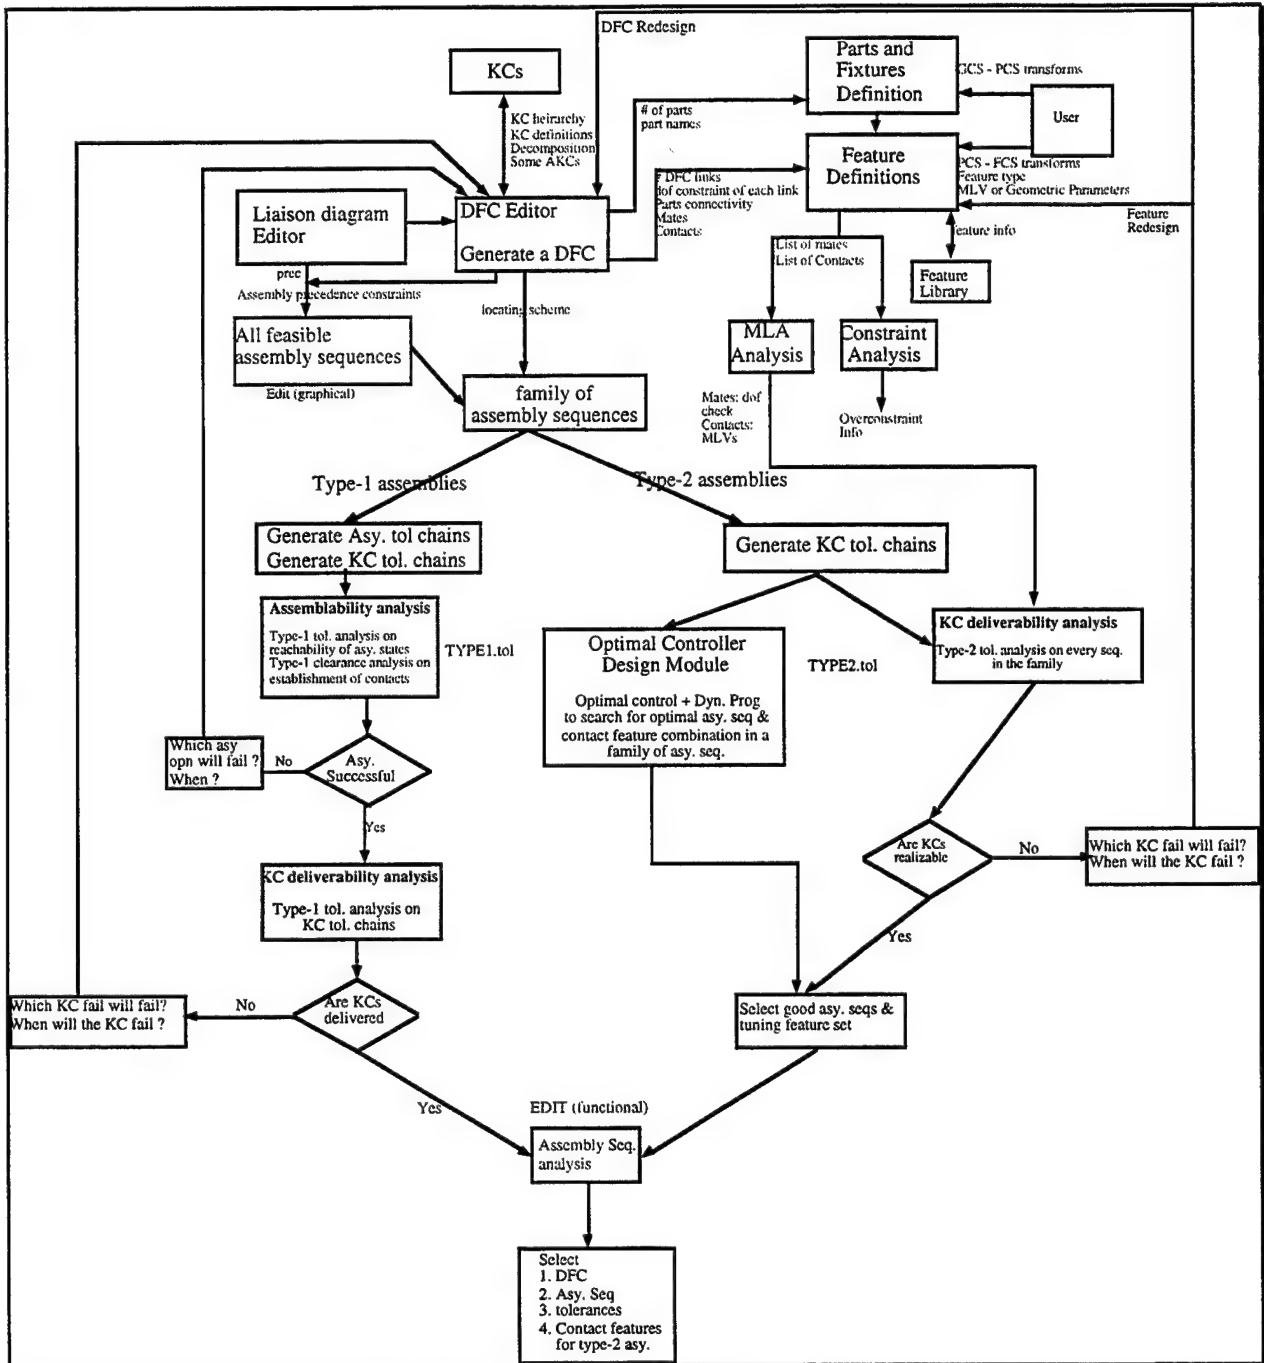 DFC Redesign
KCs
KC heirarchy
KC definitions
Decomposition
Some AKCs
Parts and
Fixtures
Definition
GCS - PCS transforms
User
# of parts
part names
Feature
Definitions
PCS - FCS transforms
Feature type
MLV or Geometric Parameters
Feature
Redesign
# DFC links
dof constraint of each link
Parts connectivity
Mates
Contacts
Liaison diagram
Editor
DFC Editor
Generate a DFC
prec
Assembly precedence constraints
locating scheme
List of mates
List of Contacts
feature info
Feature
Library
All feasible
assembly sequences
Edit (graphical)
MLA
Analysis
Constraint
Analysis
family of
assembly sequences
Mates: dof
check
Contacts:
MLVs
Overconstraint
Info
Type-1 assemblies
Type-2 assemblies
Generate Asy. tol chains
Generate KC tol. chains
Generate KC tol. chains
Assemblability analysis
Type-1 tol. analysis on
reachability of asy. states
Type-1 clearance analysis on
establishment of contacts
TYPE1.tol
Optimal Controller
Design Module
Optimal control + Dyn. Prog
to search for optimal asy. seq &
contact feature combination in a
family of asy. seq.
TYPE2.tol
KC deliverability analysis
Type-2 tol. analysis on every seq.
in the family
Which asy
opn will fail ?
When ?
No
Asy.
Successful
Yes
Are KCs
realizable
No
Which KC fail will fail?
When will the KC fail ?
KC deliverability analysis
Type-1 tol. analysis on
KC tol. chains
Yes
Which KC fail will fail?
When will the KC fail ?
No
Are KCs
delivered
Select good asy. seqs &
tuning feature set
Yes
EDIT (functional)
Assembly Seq.
analysis
Select
1. DFC
2. Asy. Seq
3. tolerances
4. Contact features
for type-2 asy.